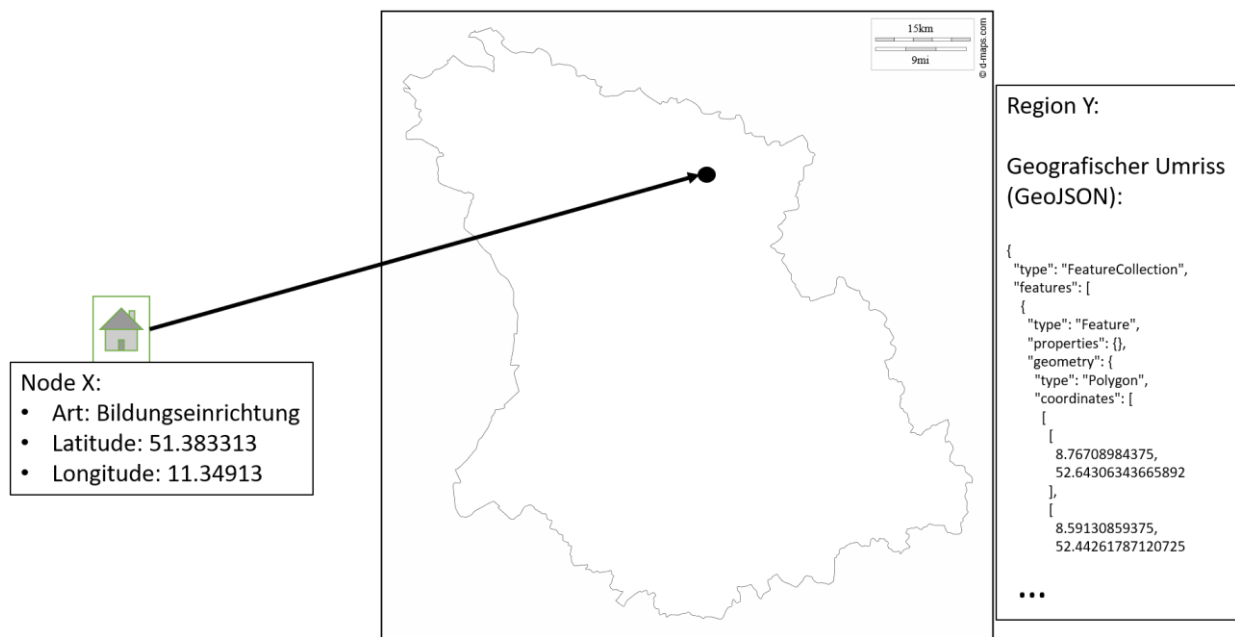 15km
9mi
© d-maps.com
Node X:
• Art: Bildungseinrichtung
• Latitude: 51.383313
• Longitude: 11.34913
Region Y:
Geografischer Umriss
(GeoJSON):
{
"type": "FeatureCollection",
"features": [
{
"type": "Feature",
"properties": {},
"geometry": {
"type": "Polygon",
"coordinates": [
[
[
8.76708984375,
52.64306343665892
],
[
8.59130859375,
52.44261787120725
...